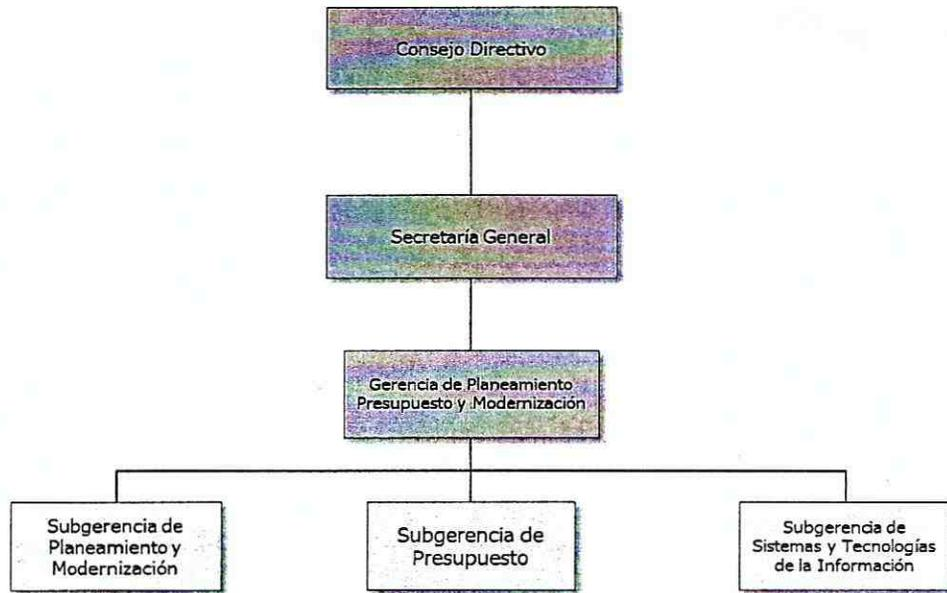 Consejo Directivo
Secretaría General
Gerencia de Planeamiento
Presupuesto y Modernización
Subgerencia de
Planeamiento y
Modernización
Subgerencia de
Presupuesto
Subgerencia de
Sistemas y Tecnologías
de la Información